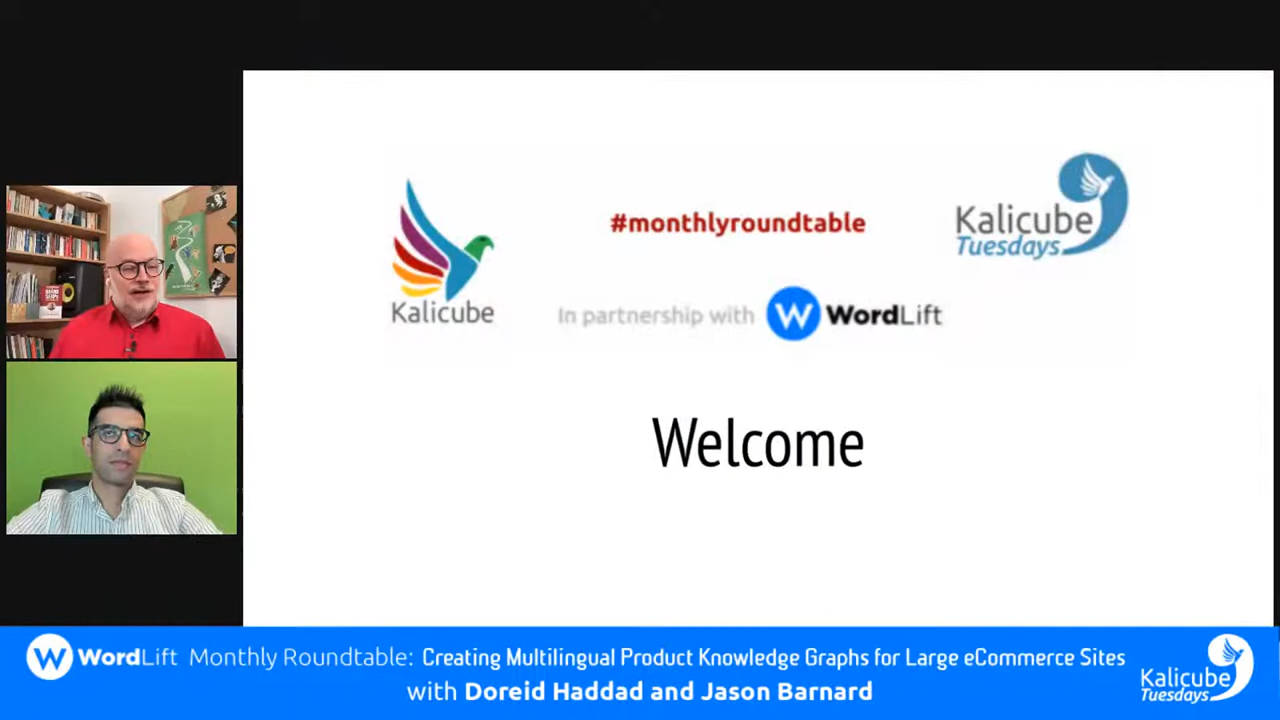 #monthlyroundtable
Kalicube
Tuesdays
Kalicube
In partnership with W WordLift
Welcome
W WordLift Monthly Roundtable: Creating Multilingual Product Knowledge Graphs for Large eCommerce Sites
with Doreid Haddad and Jason Barnard
Kalicube
Tuesdays